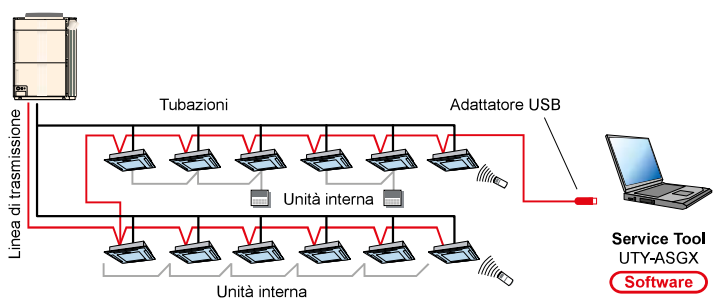 Tubazioni
Adattatore USB
Linea di trasmissione
Unità interna
Service Tool
UTY-ASGX
Software
Unità interna